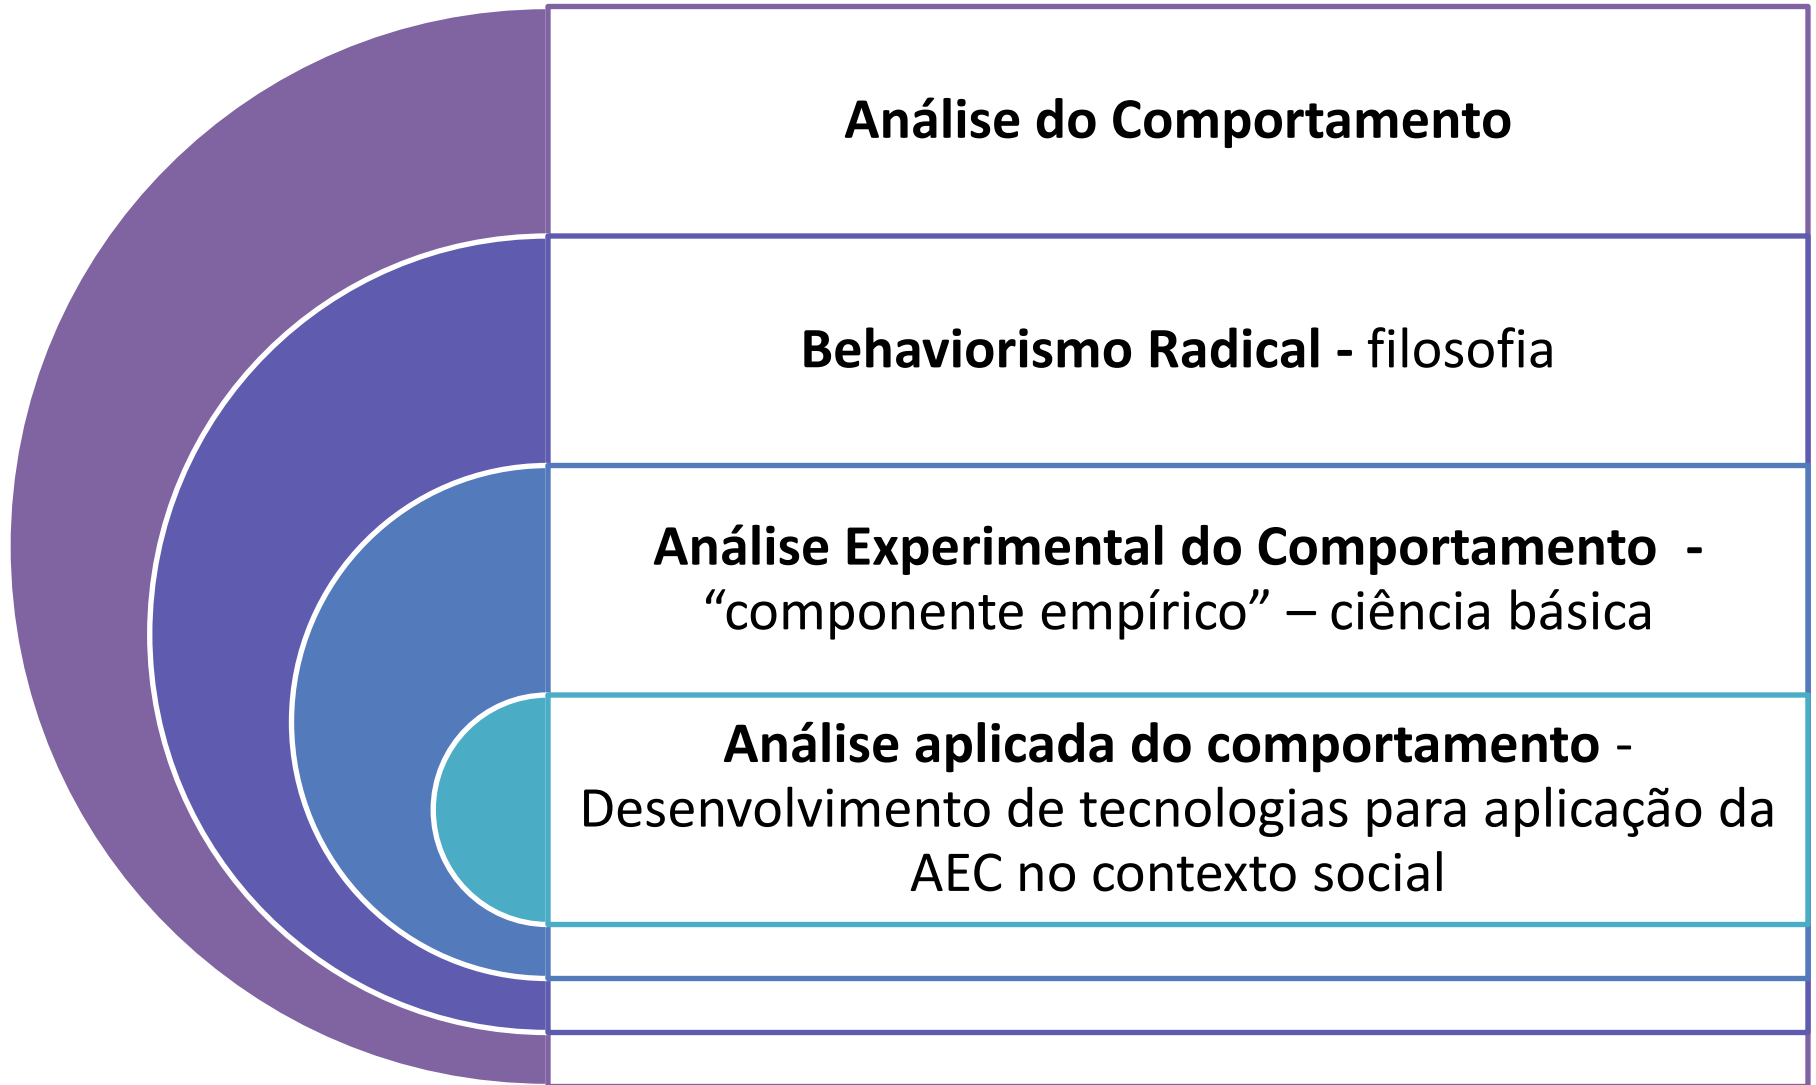 Análise do Comportamento
Behaviorismo Radical - filosofia
Análise Experimental do Comportamento -
“componente empírico” – ciência básica
Análise aplicada do comportamento -
Desenvolvimento de tecnologias para aplicação da
AEC no contexto social